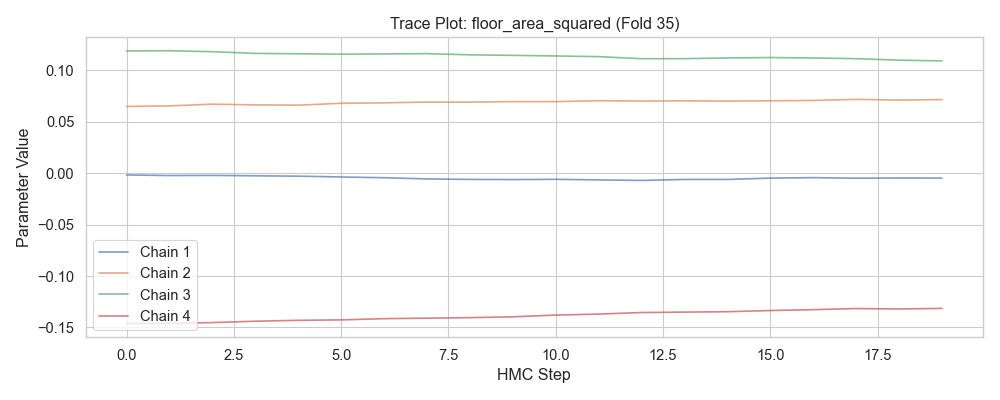 Trace Plot: floor_area_squared (Fold 35)
Parameter Value
0.10
0.05
0.00
−0.05
−0.10
−0.15
Chain 1
Chain 2
Chain 3
Chain 4
0.0 2.5 5.0 7.5 10.0 12.5 15.0 17.5
HMC Step